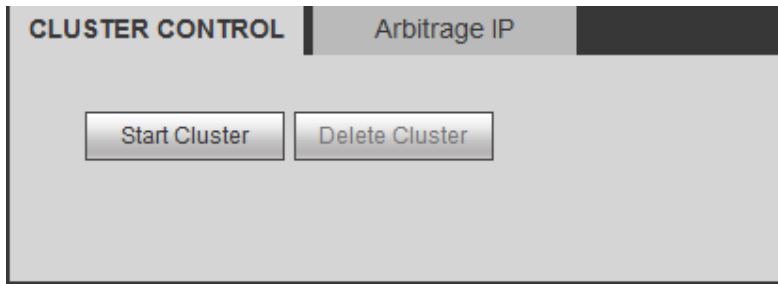 CLUSTER CONTROL Arbitrage IP
Start Cluster Delete Cluster